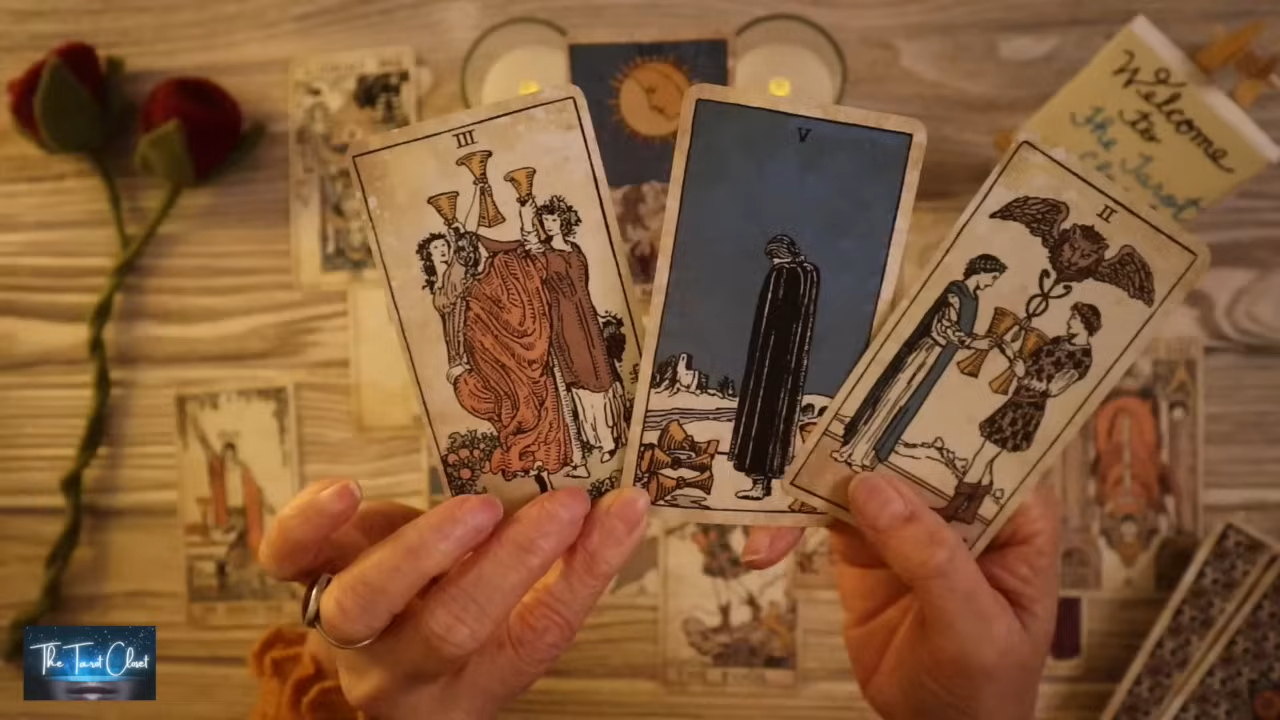 III
V
II
Welcome
to
The Tarot
The Tarot Closet